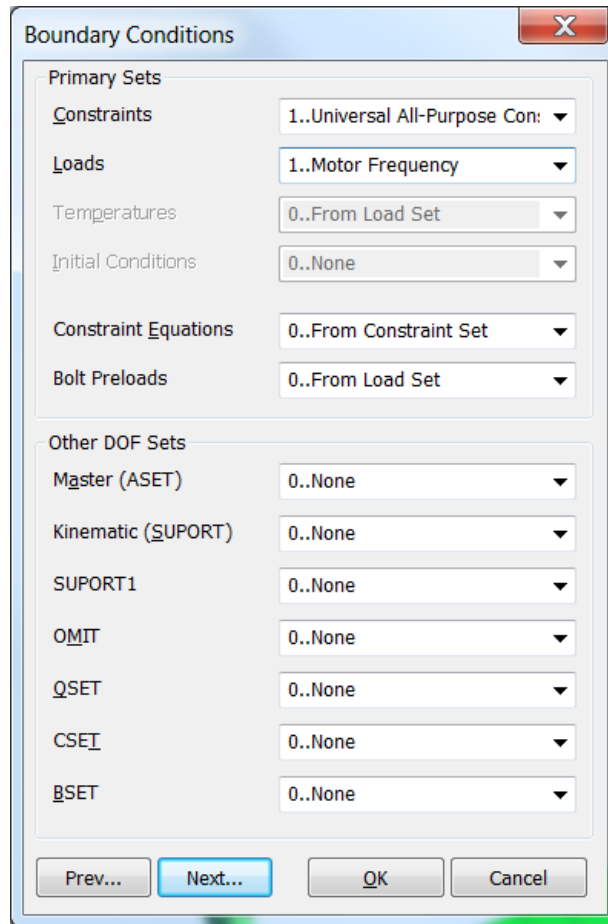 Boundary Conditions
Primary Sets
Constraints 1..Universal All-Purpose Con:
Loads 1..Motor Frequency
Temperatures 0..From Load Set
Initial Conditions 0..None
Constraint Equations 0..From Constraint Set
Bolt Preloads 0..From Load Set
Other DOF Sets
Master (ASET) 0..None
Kinematic (SUPORT) 0..None
SUPORT1 0..None
OMIT 0..None
QSET 0..None
CSET 0..None
BSET 0..None
Prev... Next... OK Cancel